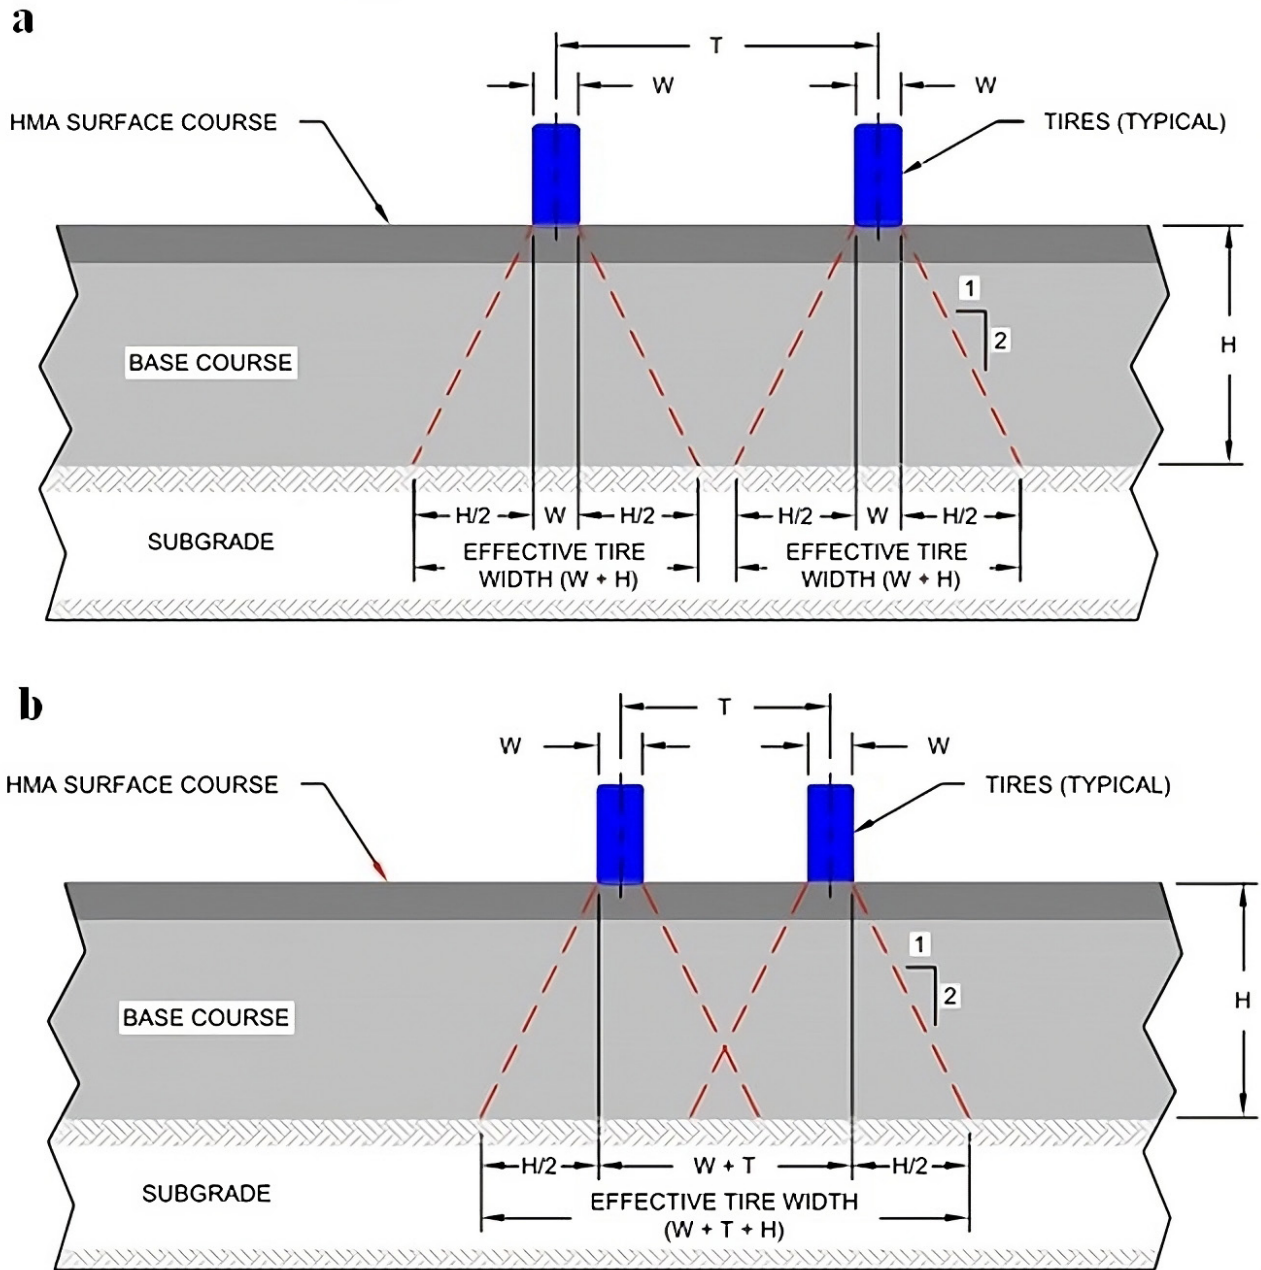 a
T
W
W
HMA SURFACE COURSE
TIRES (TYPICAL)
1
2
H
BASE COURSE
H/2 W H/2
H/2 W H/2
SUBGRADE
EFFECTIVE TIRE
WIDTH (W + H)
EFFECTIVE TIRE
WIDTH (W + H)
b
T
W
W
HMA SURFACE COURSE
TIRES (TYPICAL)
1
2
H
BASE COURSE
H/2 W + T H/2
SUBGRADE
EFFECTIVE TIRE WIDTH
(W + T + H)